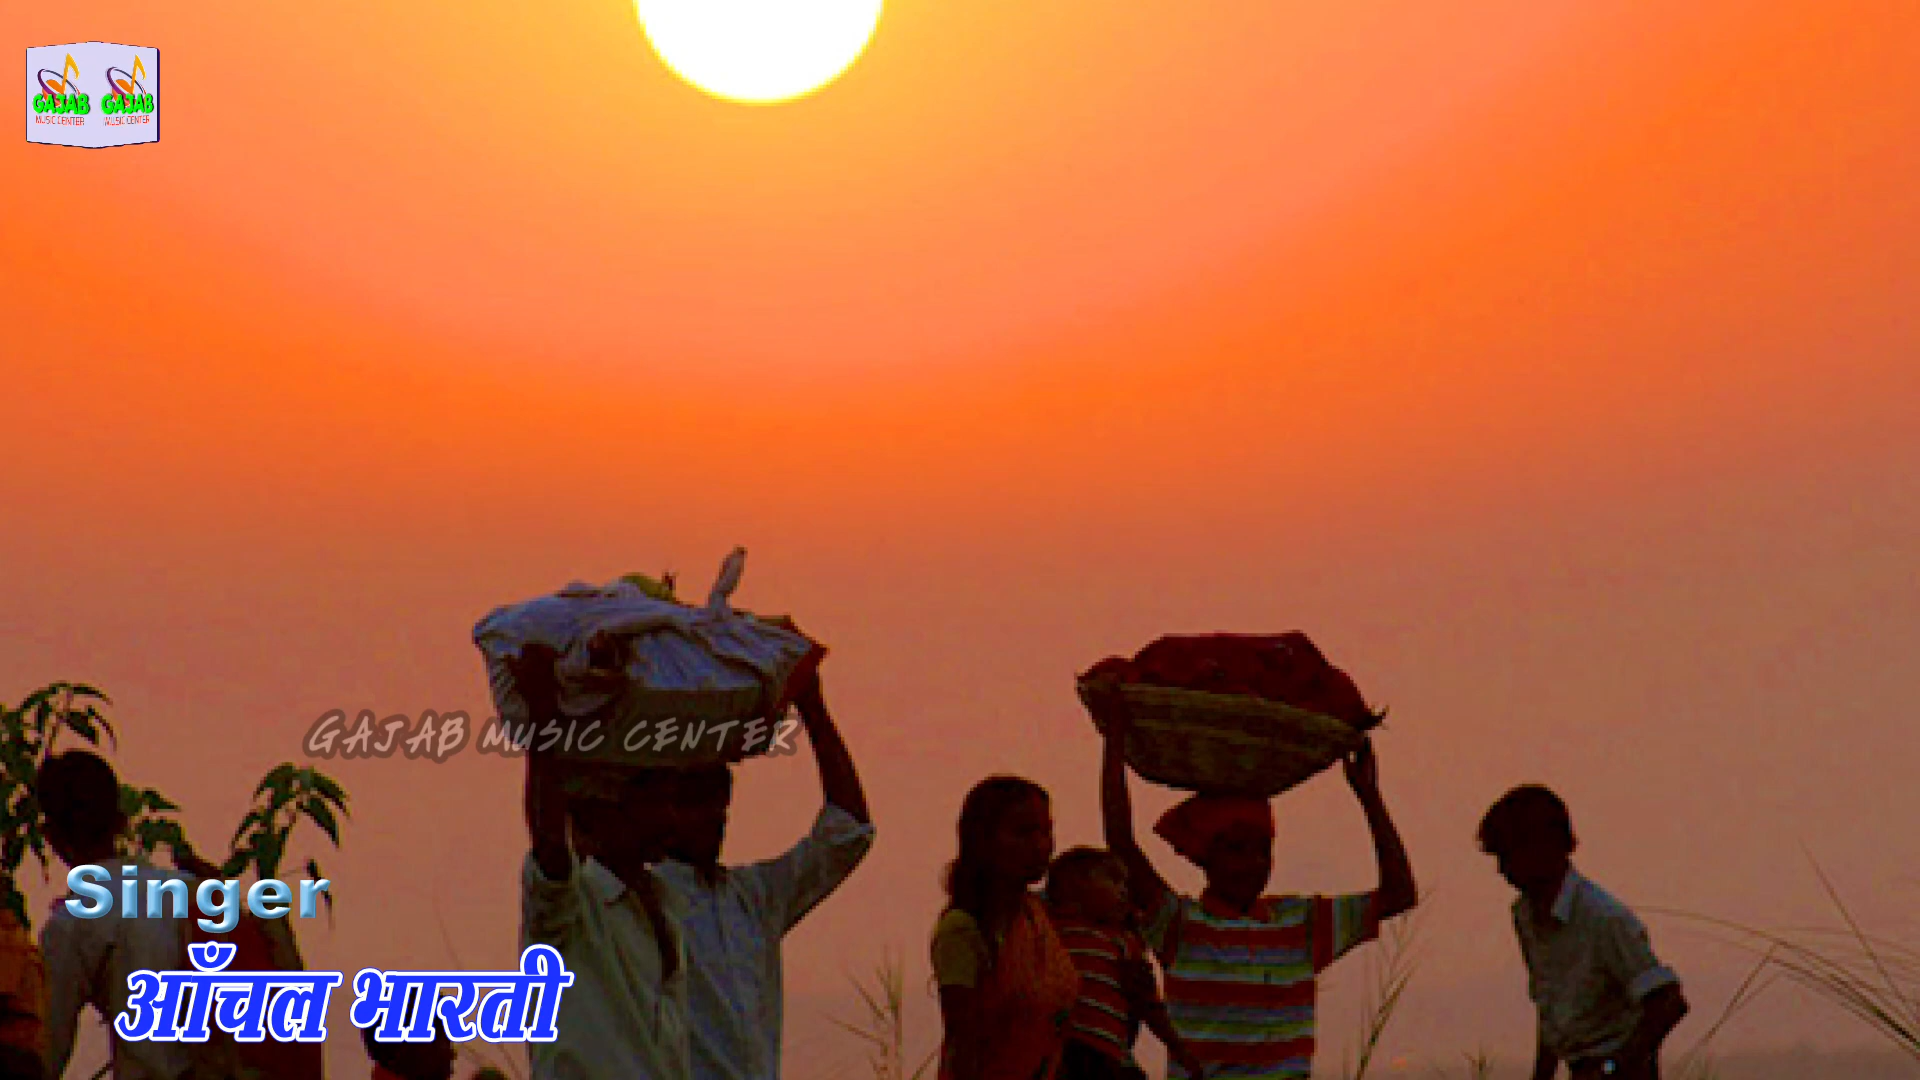 GAJAB GAJAB
MUSIC CENTER MUSIC CENTER
GAJAB MUSIC CENTER
Singer
आँचल भारती